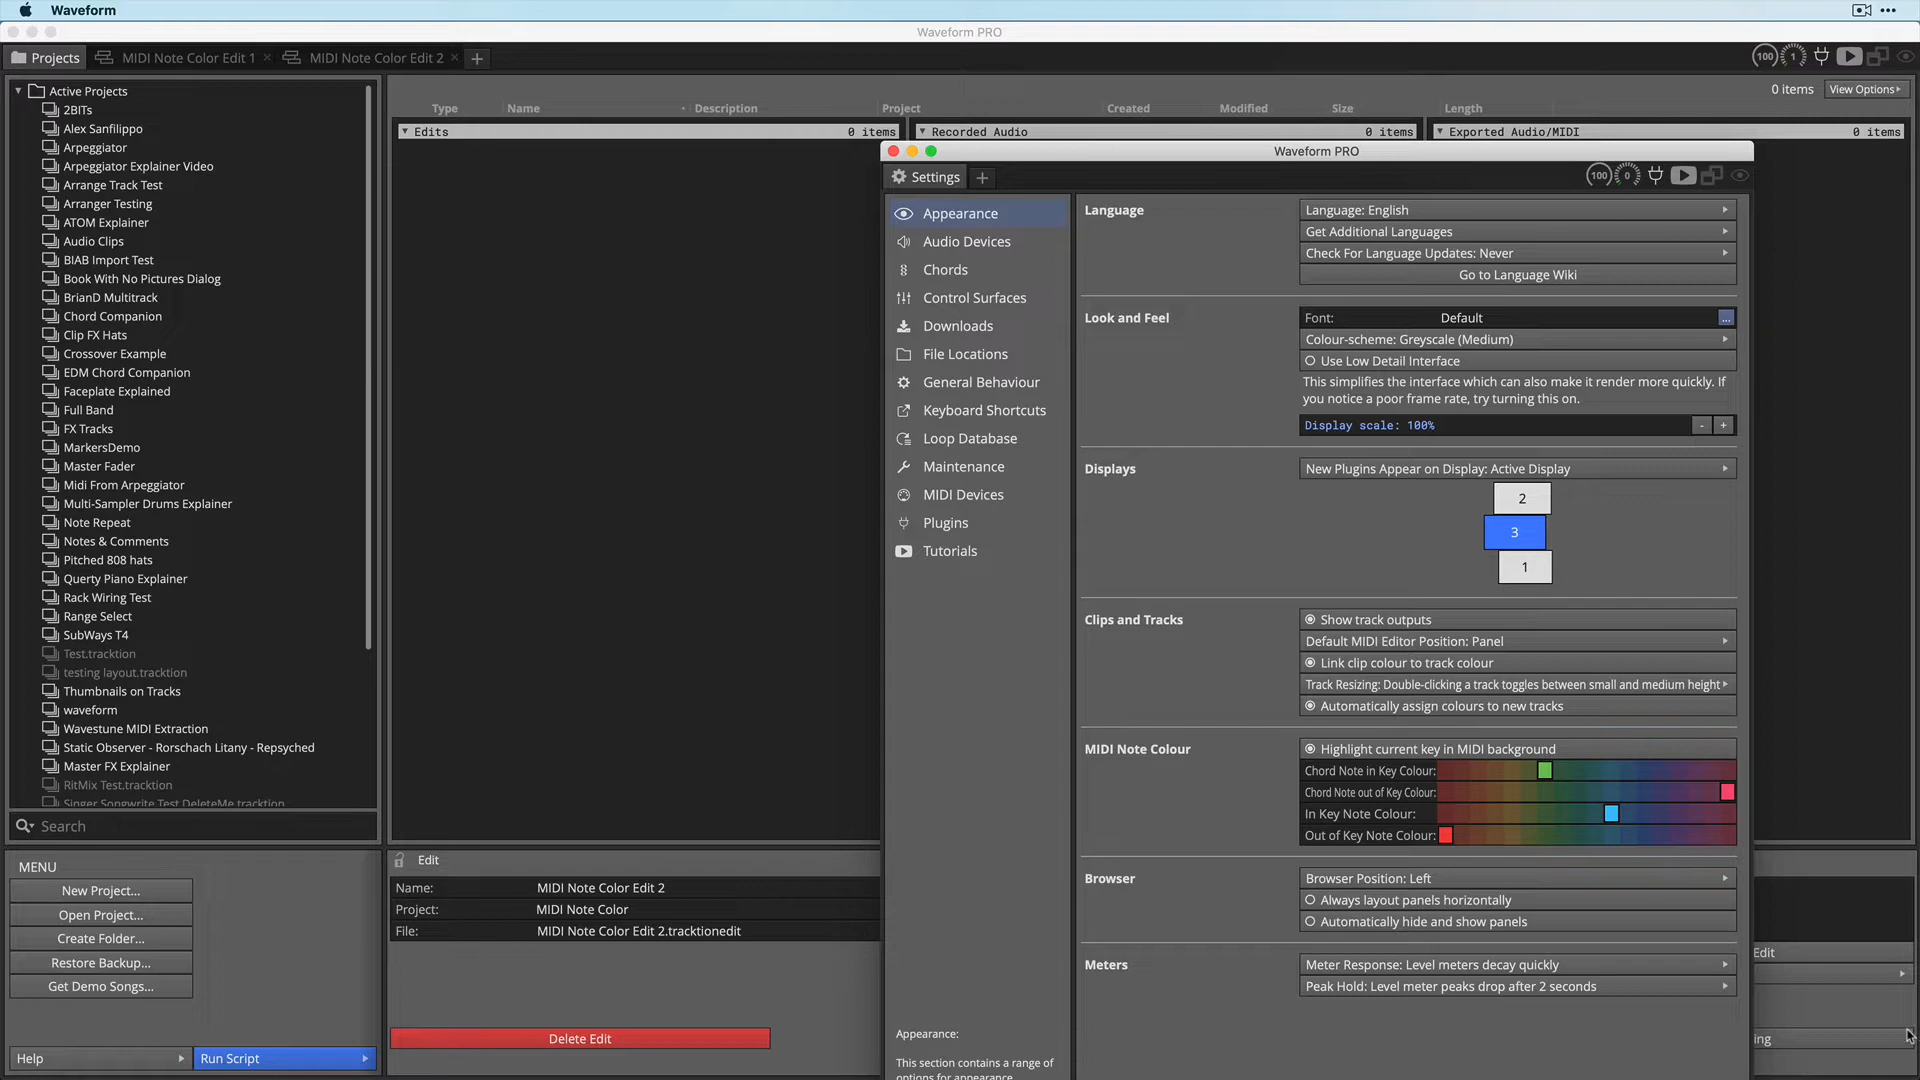 Waveform
Waveform PRO
Projects
MIDI Note Color Edit 1
MIDI Note Color Edit 2
100
1
0 items
View Options
Type
Name
Description
Project
Created
Modified
Size
Length
Edits
0 items
Recorded Audio
0 items
Exported Audio/MIDI
0 items
Active Projects
2BITs
Alex Sanfilippo
Arpeggiator
Arpeggiator Explainer Video
Arrange Track Test
Arranger Testing
ATOM Explainer
Audio Clips
BIAB Import Test
Book With No Pictures Dialog
BrianD Multitrack
Chord Companion
Clip FX Hats
Crossover Example
EDM Chord Companion
Faceplate Explained
Full Band
FX Tracks
MarkersDemo
Master Fader
Midi From Arpeggiator
Multi-Sampler Drums Explainer
Note Repeat
Notes & Comments
Pitched 808 hats
Querty Piano Explainer
Rack Wiring Test
Range Select
SubWays T4
Test.tracktion
testing layout.tracktion
Thumbnails on Tracks
waveform
Wavestune MIDI Extraction
Static Observer - Rorschach Litany - Repsyched
Master FX Explainer
RitMix Test.tracktion
Singer Songwrite Test DeleteMe.tracktion
Search
MENU
New Project...
Open Project...
Create Folder...
Restore Backup...
Get Demo Songs...
Help
Run Script
Edit
Name: MIDI Note Color Edit 2
Project: MIDI Note Color
File: MIDI Note Color Edit 2.tracktionedit
Delete Edit
Waveform PRO
Settings
100
0
Appearance
Audio Devices
Chords
Control Surfaces
Downloads
File Locations
General Behaviour
Keyboard Shortcuts
Loop Database
Maintenance
MIDI Devices
Plugins
Tutorials
Appearance:
This section contains a range of
options for appearance
Language
Language: English
Get Additional Languages
Check For Language Updates: Never
Go to Language Wiki
Look and Feel
Font: Default ...
Colour-scheme: Greyscale (Medium)
Use Low Detail Interface
This simplifies the interface which can also make it render more quickly. If
you notice a poor frame rate, try turning this on.
Display scale: 100% - +
Displays
New Plugins Appear on Display: Active Display
2
3
1
Clips and Tracks
Show track outputs
Default MIDI Editor Position: Panel
Link clip colour to track colour
Track Resizing: Double-clicking a track toggles between small and medium height
Automatically assign colours to new tracks
MIDI Note Colour
Highlight current key in MIDI background
Chord Note in Key Colour:
Chord Note out of Key Colour:
In Key Note Colour:
Out of Key Note Colour:
Browser
Browser Position: Left
Always layout panels horizontally
Automatically hide and show panels
Meters
Meter Response: Level meters decay quickly
Peak Hold: Level meter peaks drop after 2 seconds
Edit
ing